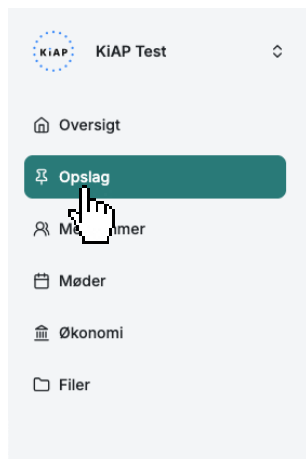 KiAP KiAP Test
Oversigt
Opslag
Møder
Økonomi
Filer